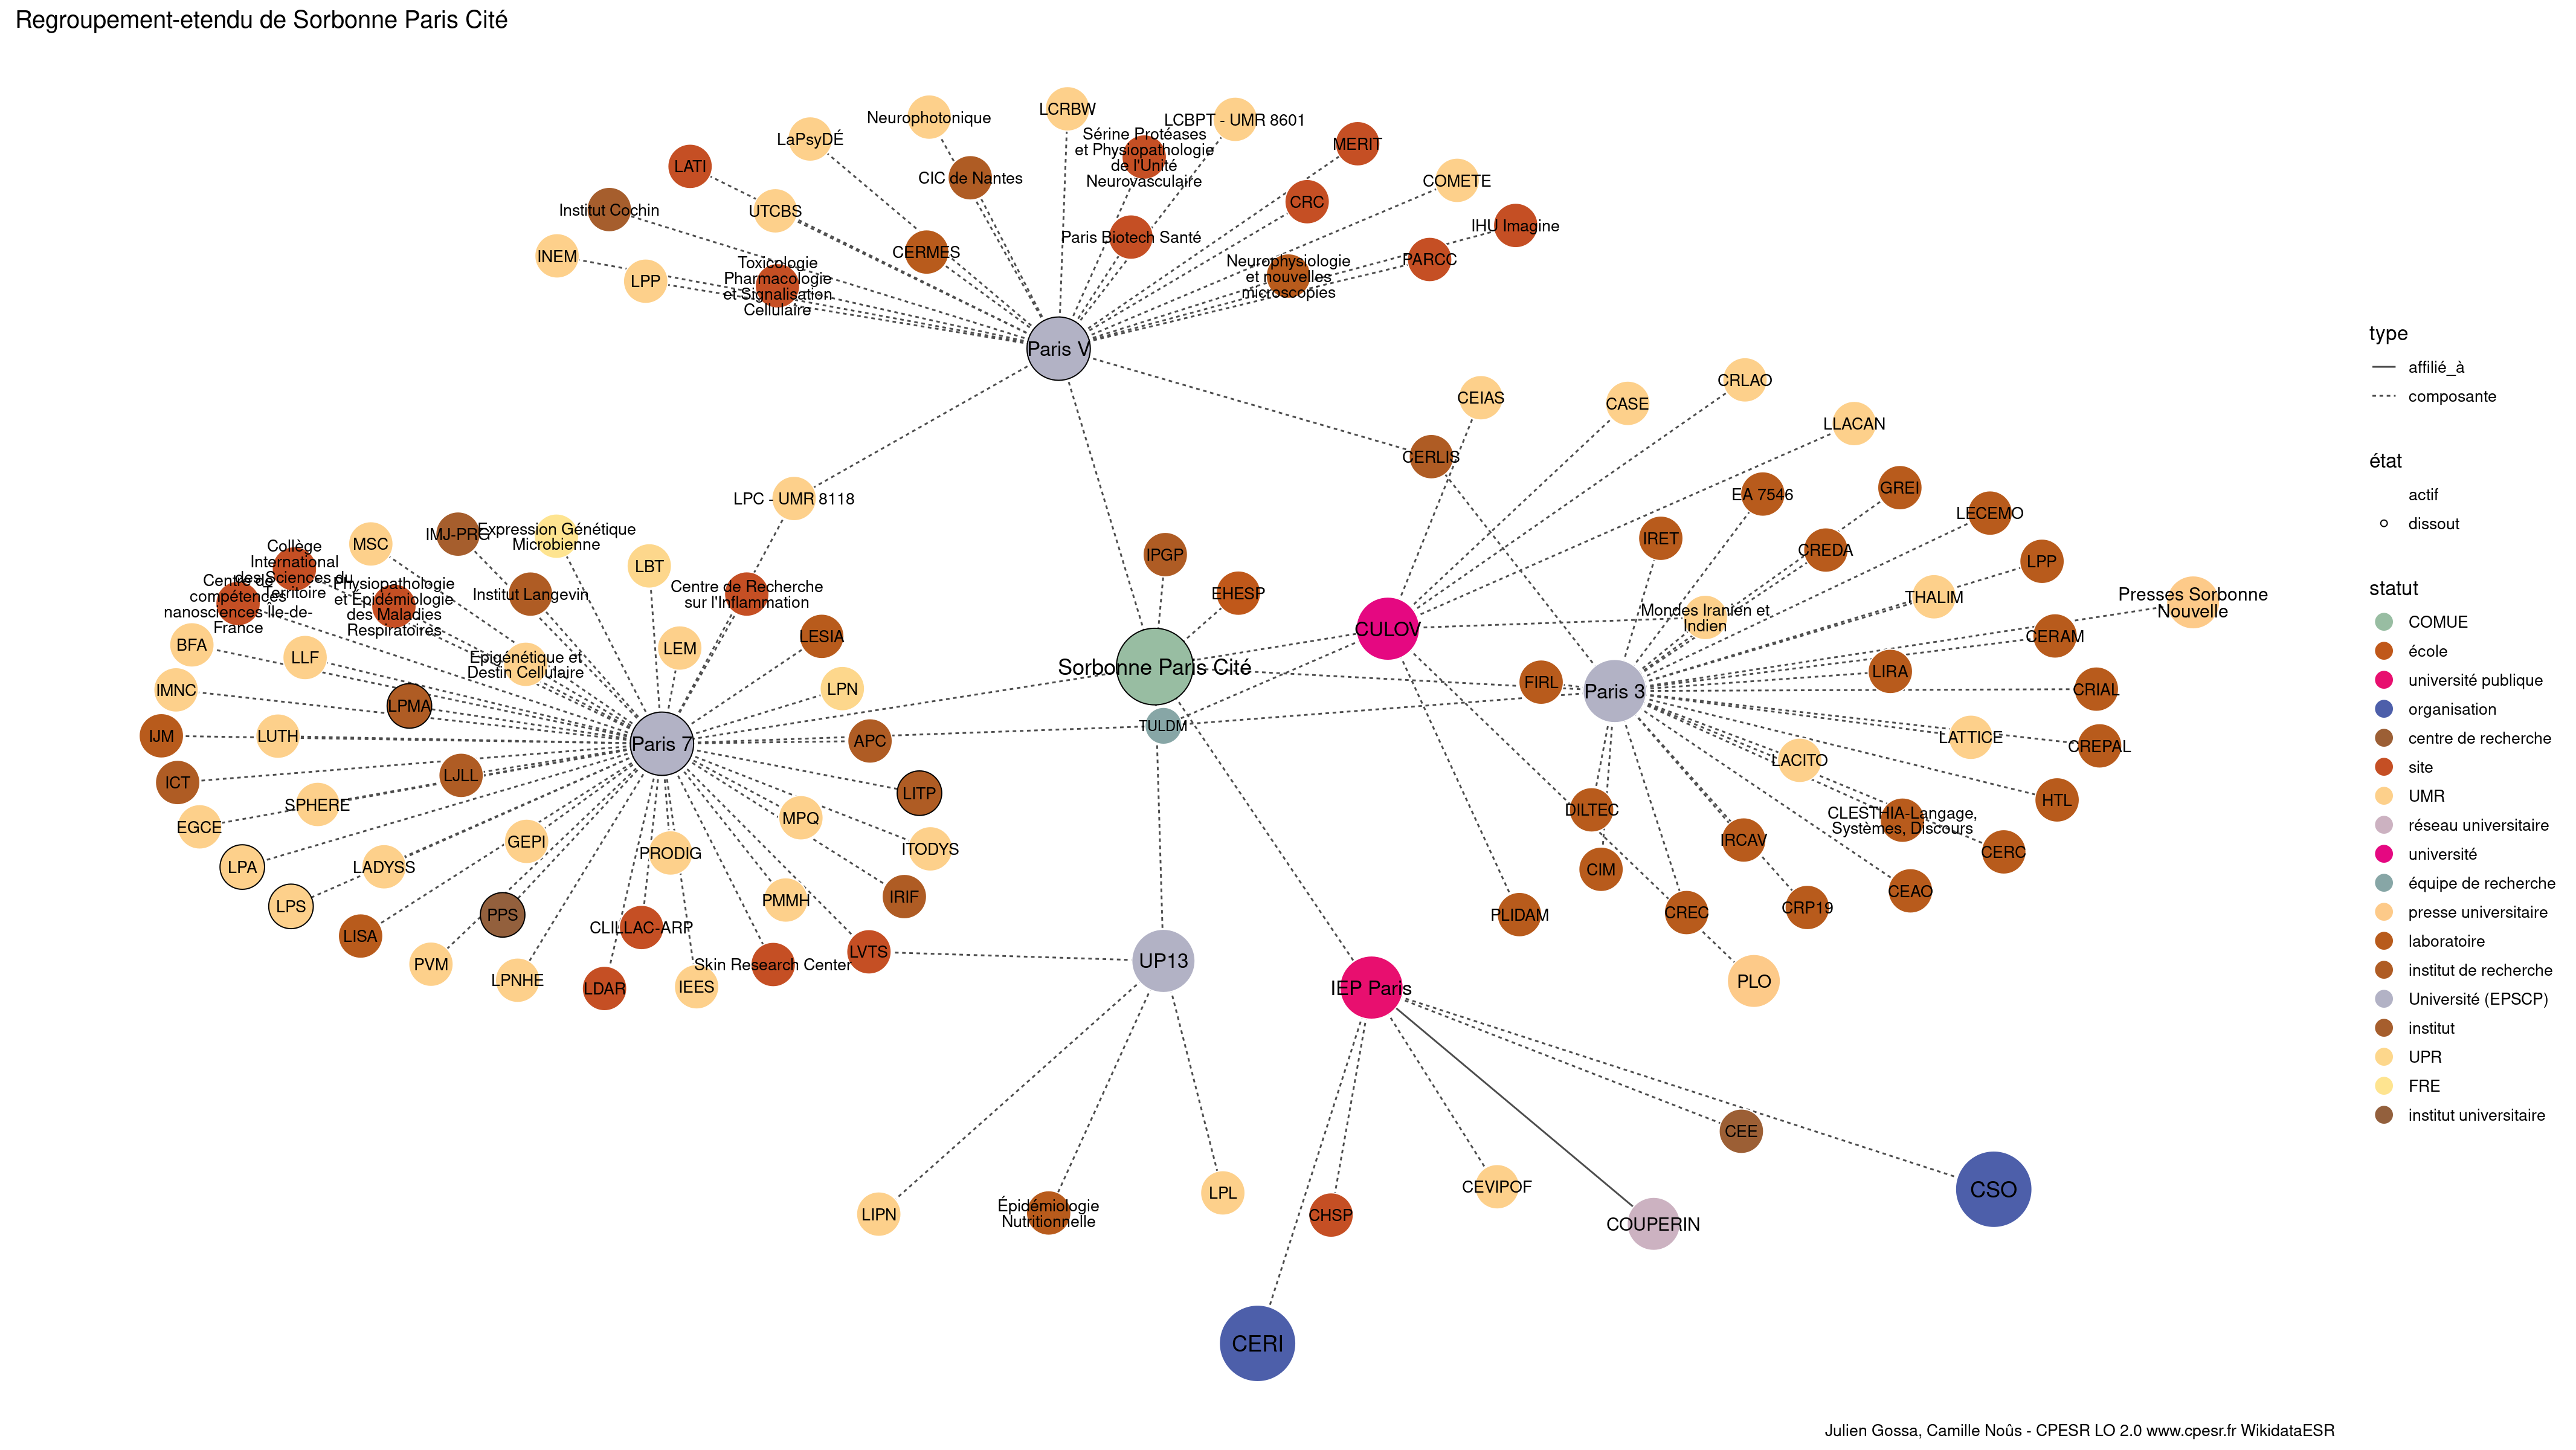 Regroupement-etendu de Sorbonne Paris Cité
LCRBW
Neurophotonique
LCBPT - UMR 8601
LaPsyDÉ
Sérine Protéases
et Physiopathologie
de l'Unité
Neurovasculaire
MERIT
LATI
CIC de Nantes
COMETE
Institut Cochin
UTCBS
CRC
IHU Imagine
Paris Biotech Santé
INEM
CERMES
PARCC
LPP
Toxicologie
Pharmacologie
et Signalisation
Cellulaire
Neurophysiologie
et nouvelles
microscopies
Paris V
CRLAO
CEIAS
CASE
LLACAN
CERLIS
LPC - UMR 8118
EA 7546
GREI
LECEMO
IMJ-PRG
Expression Génétique
Microbienne
MSC
IRET
CREDA
IPGP
LPP
LBT
Collège
International
des Sciences du
Territoire
Centre de
compétences
nanosciences Ile-de-
France
Physiopathologie
et Épidémiologie
des Maladies
Respiratoires
Institut Langevin
Centre de Recherche
sur l'Inflammation
EHESP
THALIM
Presses Sorbonne
Nouvelle
Mondes Iranien et
Indien
CULOV
LESIA
CERAM
BFA
LLF
LEM
Épigénétique et
Destin Cellulaire
Sorbonne Paris Cité
LIRA
FIRL
Paris 3
CRIAL
IMNC
LPN
LPMA
TULDM
IJM
LUTH
Paris 7
APC
LATTICE
CREPAL
LACITO
ICT
LJLL
LITP
HTL
SPHERE
EGCE
MPQ
DILTEC
CLESTHIA-Langage,
Systèmes, Discours
GEPI
PRODIG
ITODYS
IRCAV
CERC
LPA
LADYSS
CIM
LPS
PMMH
IRIF
CEAO
PPS
CREC
CRP19
PLIDAM
LISA
CLILLAC-ARP
LVTS
PVM
Skin Research Center
UP13
LPNHE
LDAR
IEES
IEP Paris
PLO
CEE
CEVIPOF
CSO
LPL
LIPN
Épidémiologie
Nutritionnelle
CHSP
COUPERIN
CERI
type
affilié_à
composante
état
actif
dissout
statut
COMUE
école
université publique
organisation
centre de recherche
site
UMR
réseau universitaire
université
équipe de recherche
presse universitaire
laboratoire
institut de recherche
Université (EPSCP)
institut
UPR
FRE
institut universitaire
Julien Gossa, Camille Noûs - CPESR LO 2.0 www.cpesr.fr WikidataESR